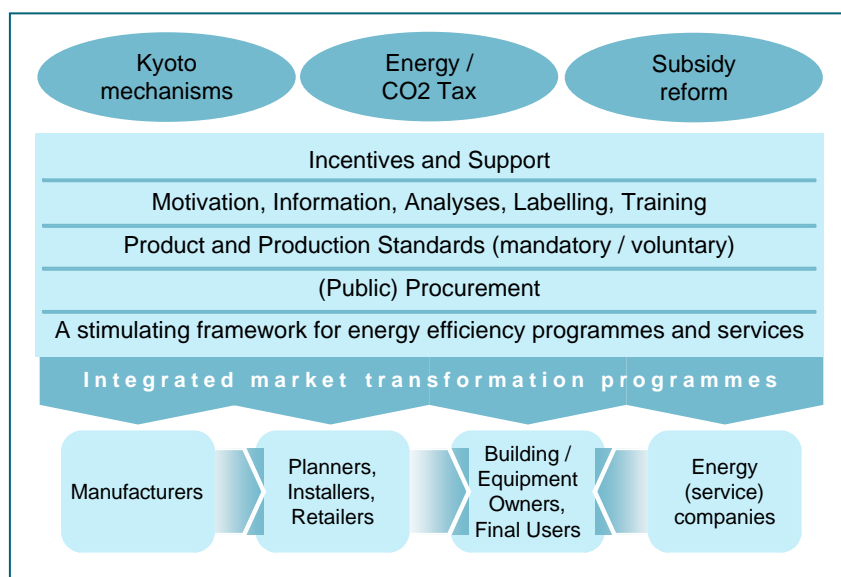 Kyoto
mechanisms
Energy /
CO2 Tax
Subsidy
reform
Incentives and Support
Motivation, Information, Analyses, Labelling, Training
Product and Production Standards (mandatory / voluntary)
(Public) Procurement
A stimulating framework for energy efficiency programmes and services
Integrated market transformation programmes
Manufacturers
Planners,
Installers,
Retailers
Building /
Equipment
Owners,
Final Users
Energy
(service)
companies